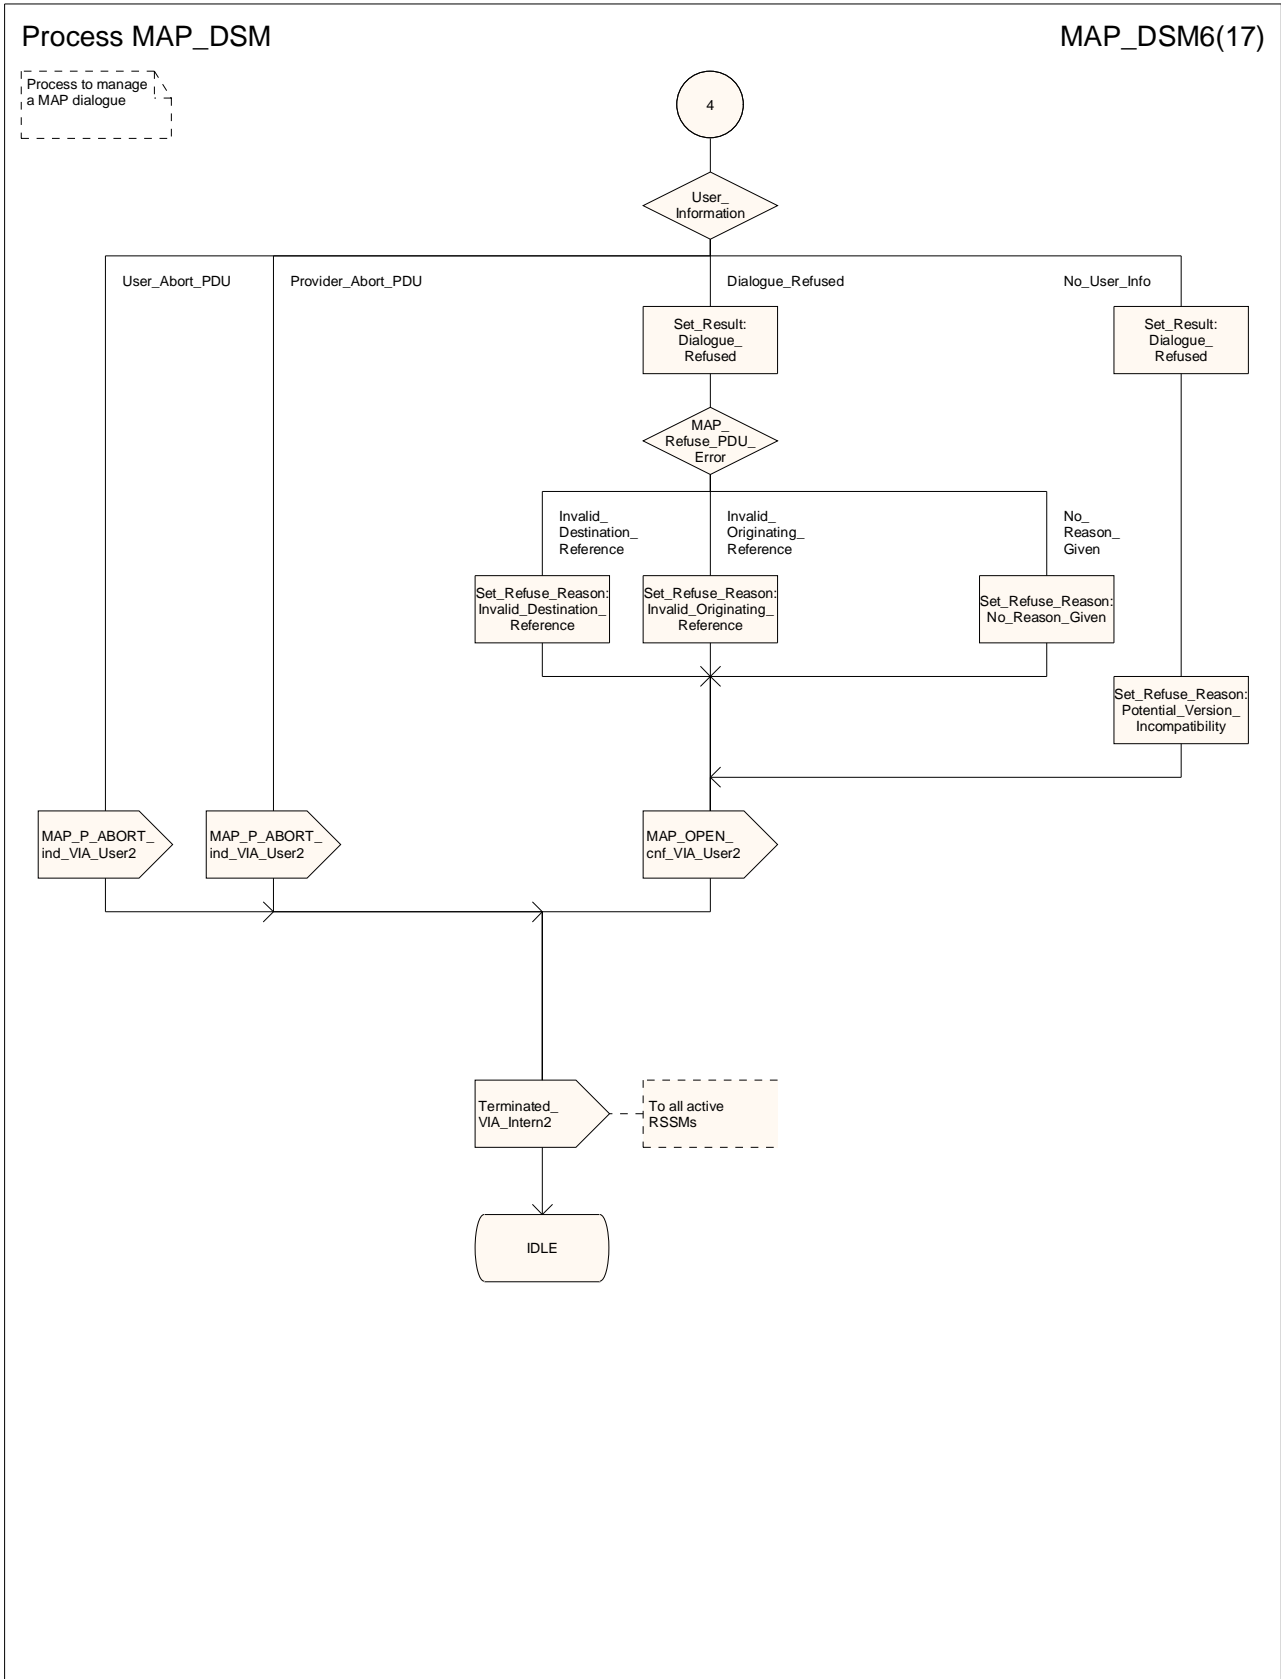 Process MAP_DSM
MAP_DSM6(17)
Process to manage
a MAP dialogue
4
User_
Information
User_Abort_PDU
Provider_Abort_PDU
Dialogue_Refused
No_User_Info
Set_Result:
Dialogue_
Refused
Set_Result:
Dialogue_
Refused
MAP_
Refuse_PDU_
Error
Invalid_
Destination_
Reference
Invalid_
Originating_
Reference
No_
Reason_
Given
Set_Refuse_Reason:
Invalid_Destination_
Reference
Set_Refuse_Reason:
Invalid_Originating_
Reference
Set_Refuse_Reason:
No_Reason_Given
Set_Refuse_Reason:
Potential_Version_
Incompatibility
MAP_P_ABORT_
ind_VIA_User2
MAP_P_ABORT_
ind_VIA_User2
MAP_OPEN_
cnf_VIA_User2
Terminated_
VIA_Intern2
To all active
RSSMs
IDLE